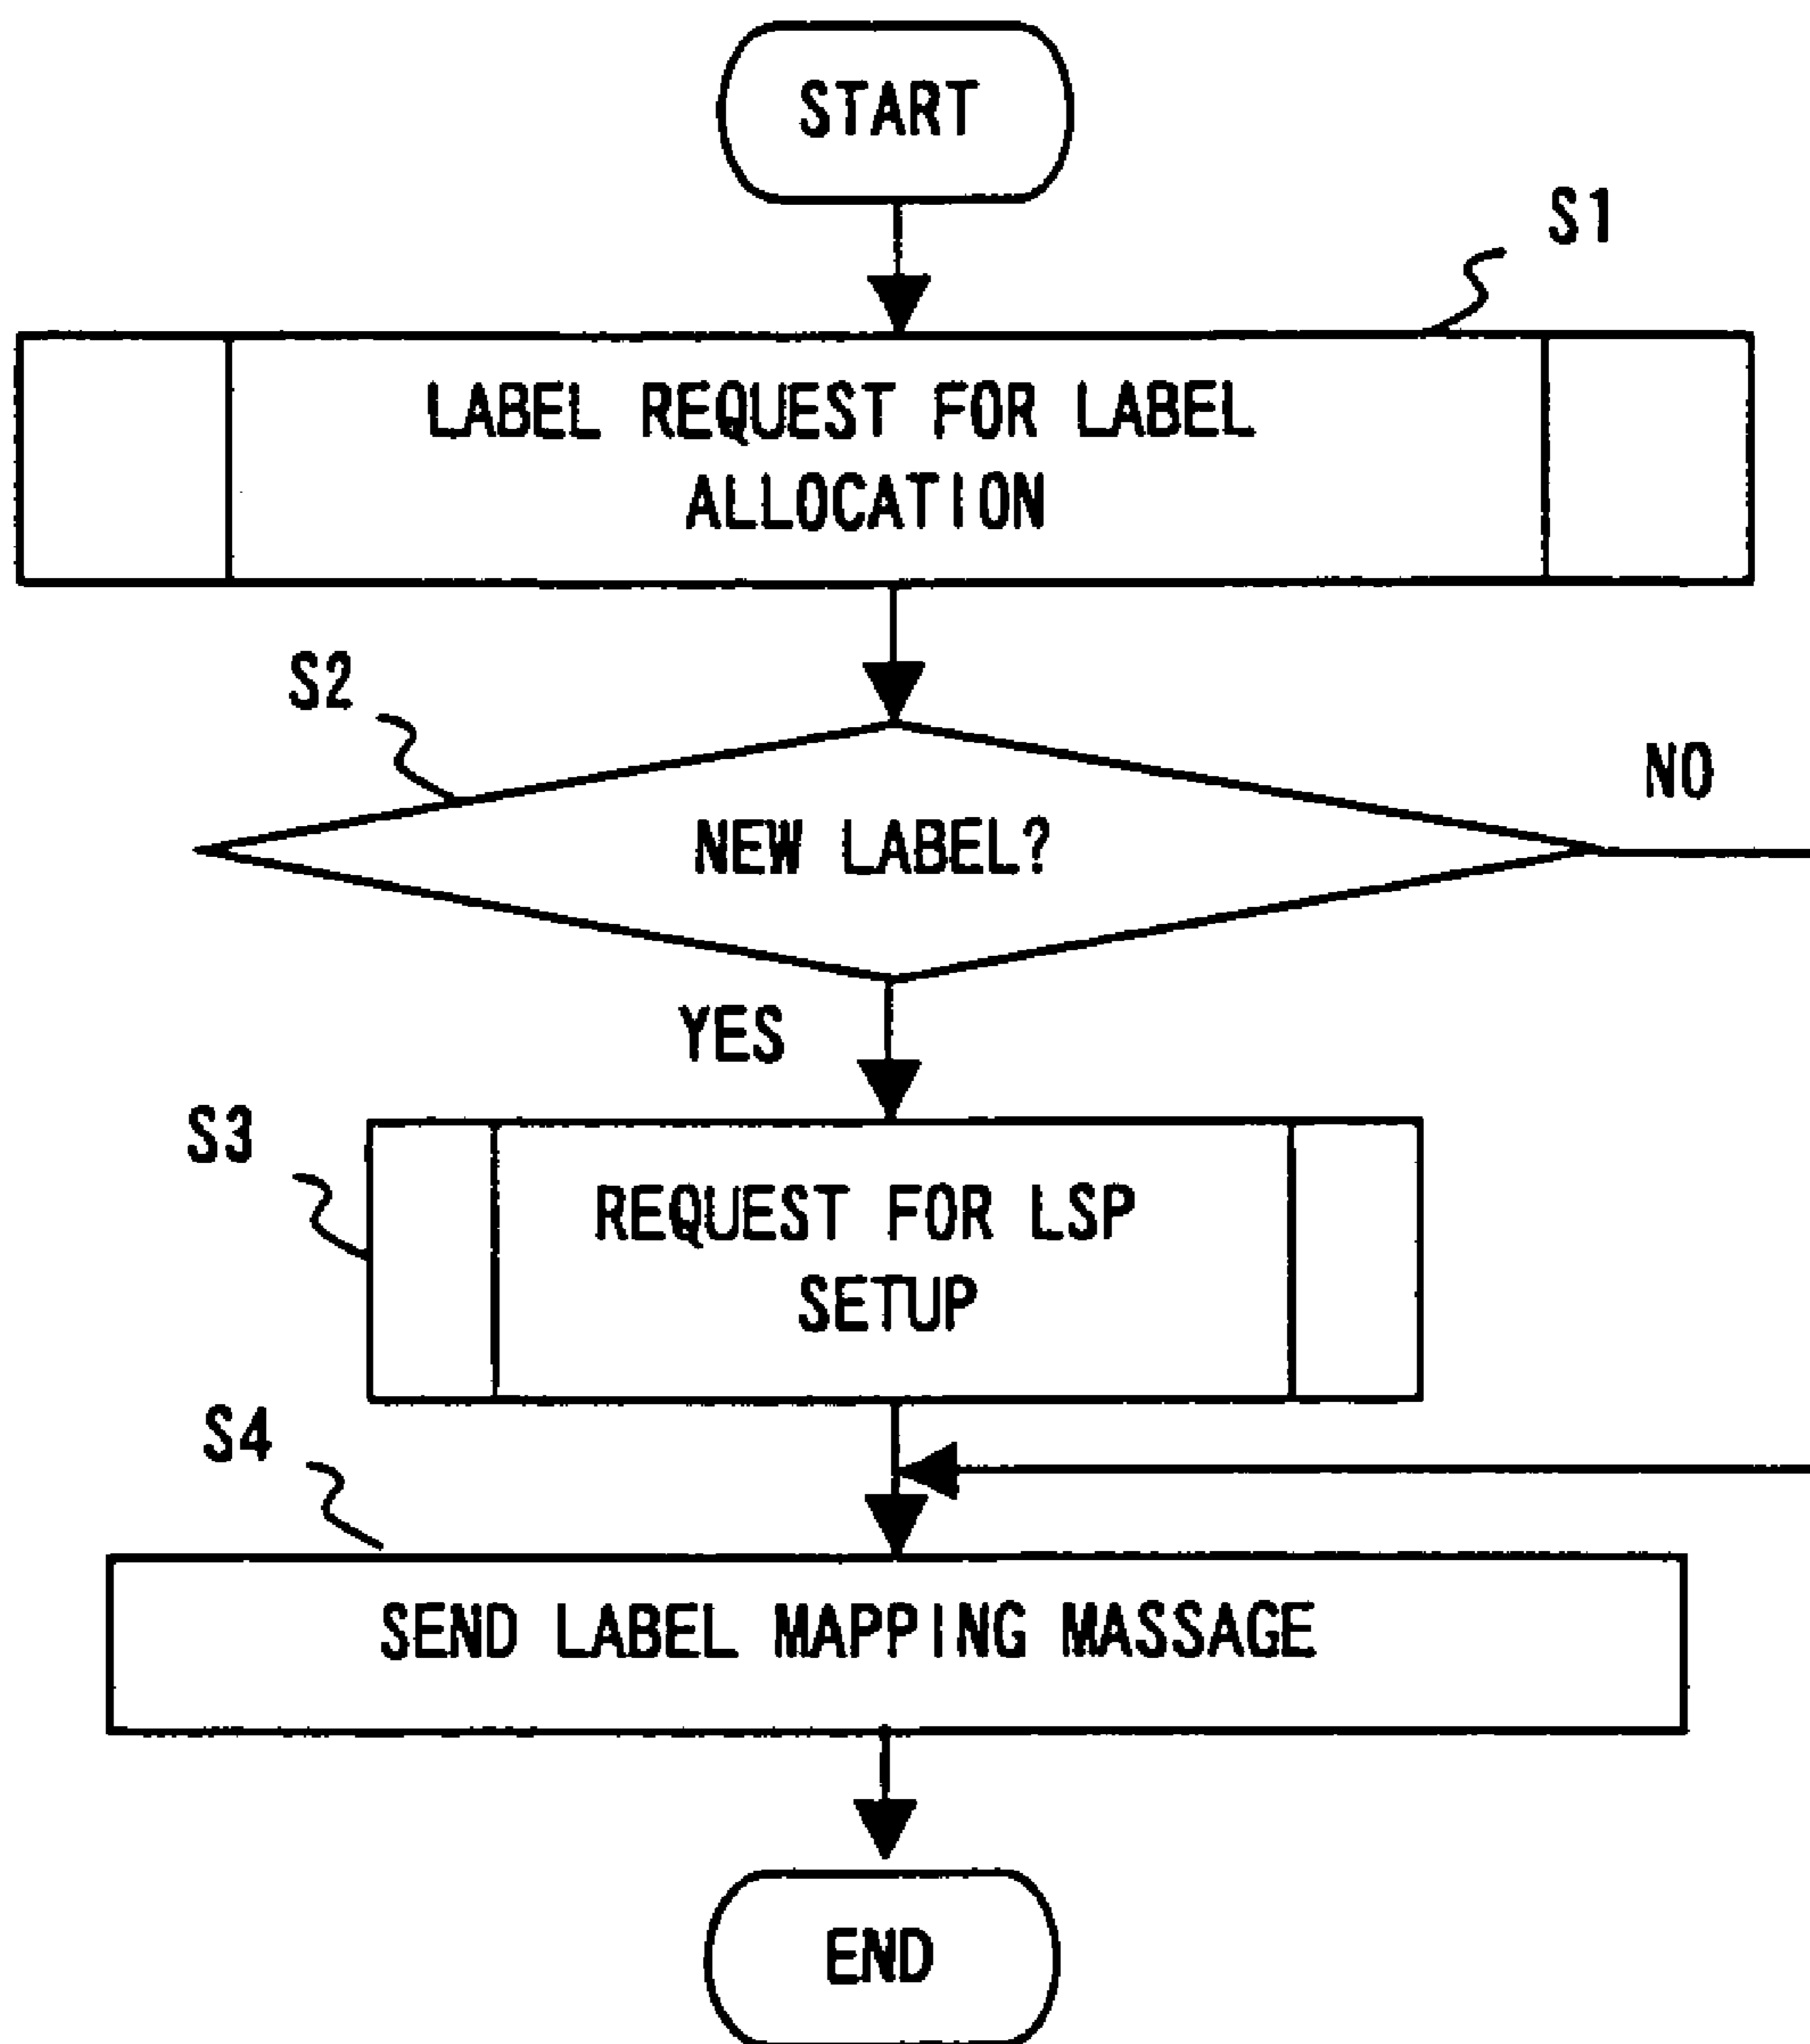 START
S1
LABEL REQUEST FOR LABEL
ALLOCATION
S2
NO
NEW LABEL?
YES
S3
REQUEST FOR LSP
SETUP
S4
SEND LABEL MAPPING MASSAGE
END